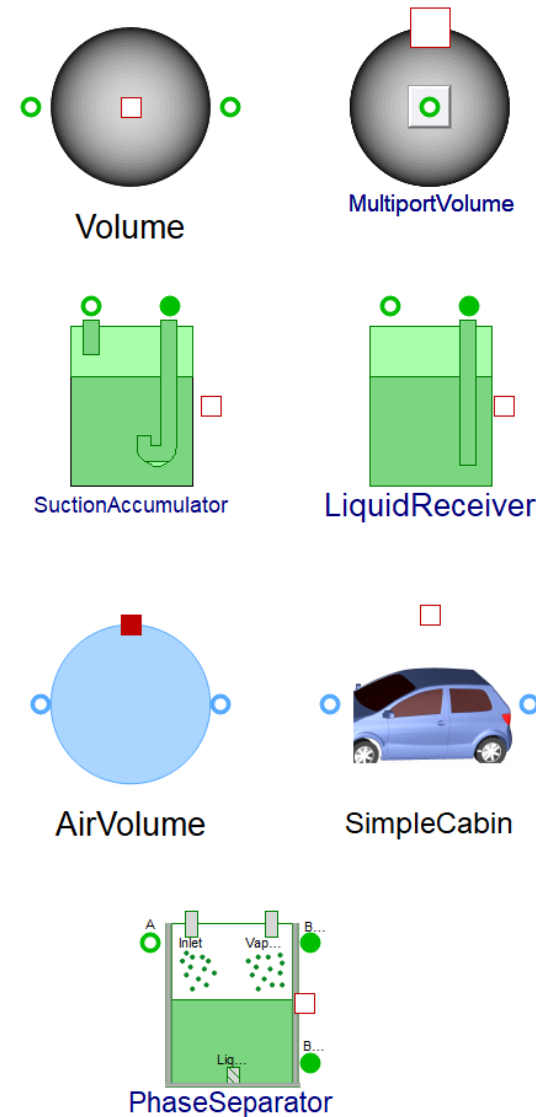 Volume
MultiportVolume
SuctionAccumulator
LiquidReceiver
AirVolume
SimpleCabin
A
B...
Inlet
Vap...
B...
Liq...
PhaseSeparator